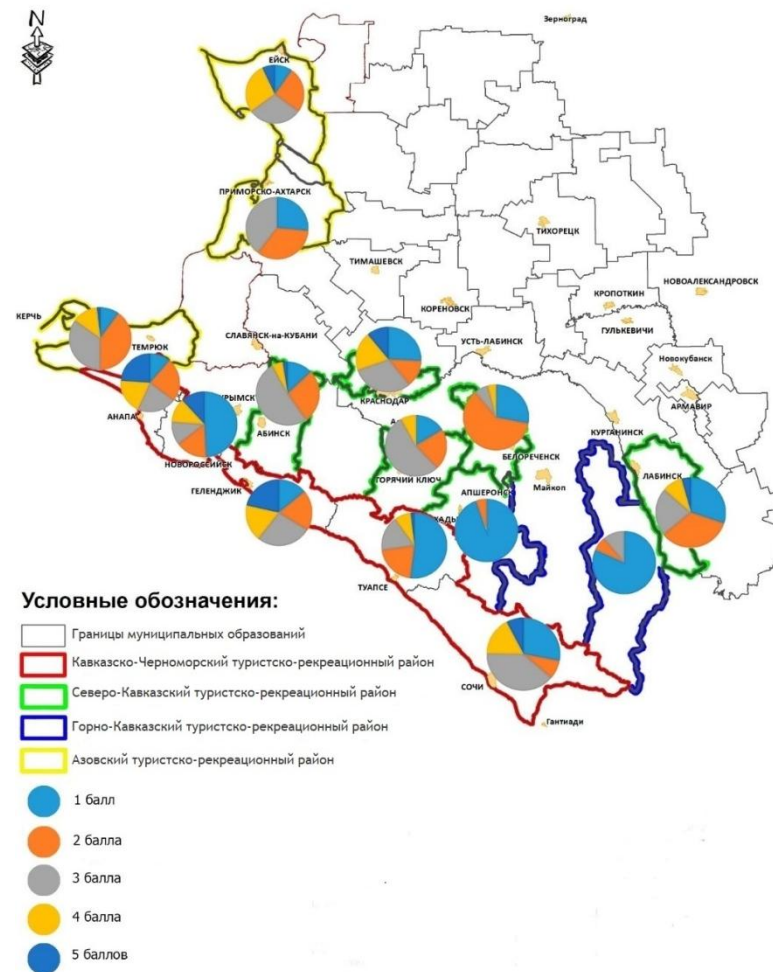 N
Зерноград
ЕЙСК
ПРИМОРСКО-АХТАРСК
ТИХОРЕЦК
ТИМАШЕВСК
НОВОАЛЕКСАНДРОВСК
КРОПОТКИН
КОРЕНОВСК
КЕРЧЬ
ГУЛЬКЕВИЧИ
ТЕМРЮК
СЛАВЯНСК-на-КУБАНИ
УСТЬ-ЛАБИНСК
Новокубанск
КРАСНОДАР
АРМАВИР
АНАПА
АБИНСК
КУРГАНИНСК
НОВОРОССИЙСК
БЕЛОРЕЧЕНСК
ГОРЯЧИЙ КЛЮЧ
ЛАБИНСК
Майкоп
ГЕЛЕНДЖИК
ТУАПСЕ
СОЧИ
Гантиади
Условные обозначения:
Границы муниципальных образований
Кавказско-Черноморский туристско-рекреационный район
Северо-Кавказский туристско-рекреационный район
Горно-Кавказский туристско-рекреационный район
Азовский туристско-рекреационный район
1 балл
2 балла
3 балла
4 балла
5 баллов